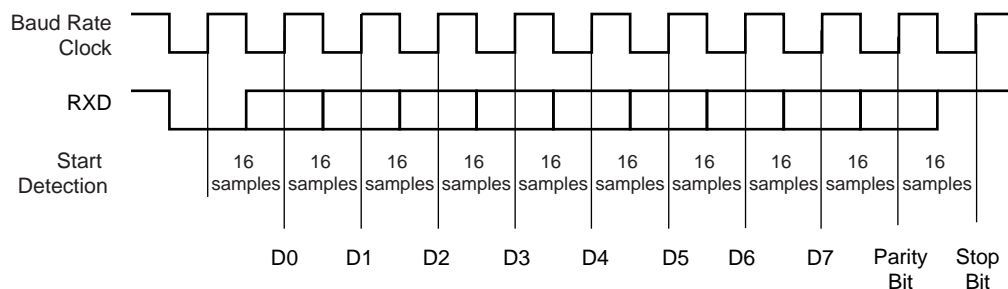 Baud Rate
Clock
RXD
Start
Detection
16
samples
16
samples
16
samples
16
samples
16
samples
16
samples
16
samples
16
samples
16
samples
16
samples
D0 D1 D2 D3 D4 D5 D6 D7 Parity Stop
Bit Bit